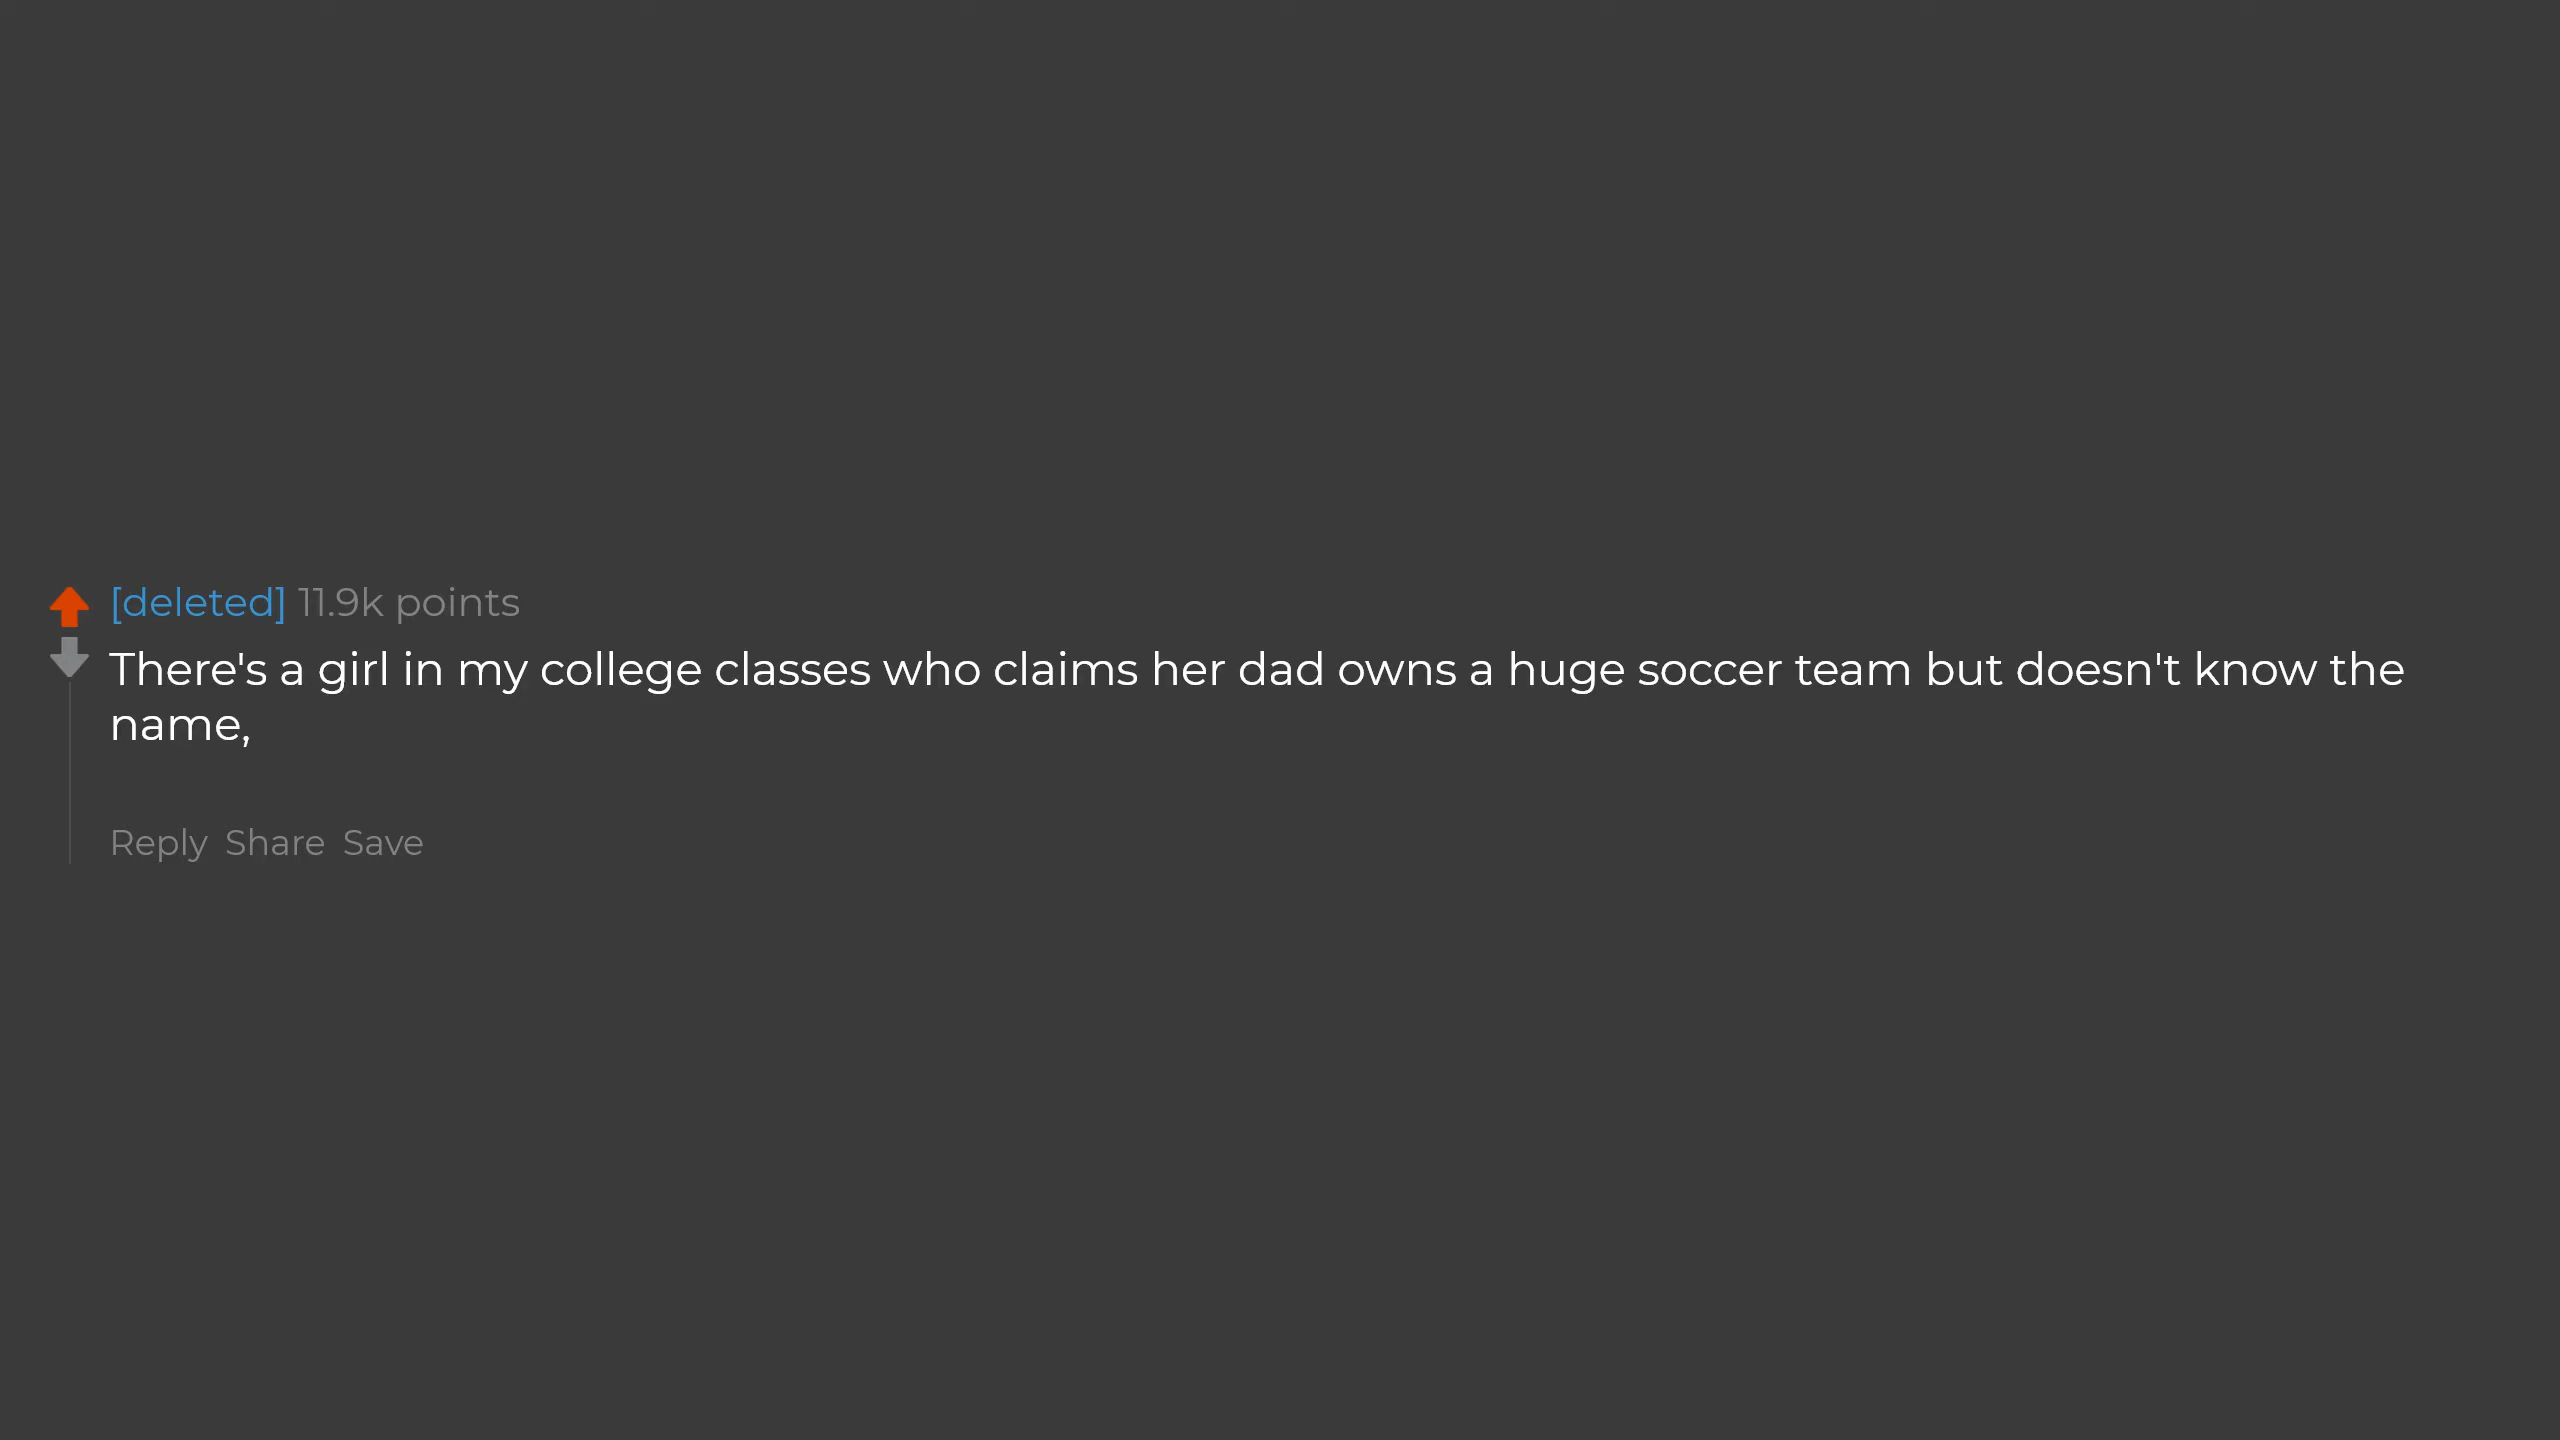 [deleted] 11.9k points
There's a girl in my college classes who claims her dad owns a huge soccer team but doesn't know the
name,
Reply Share Save